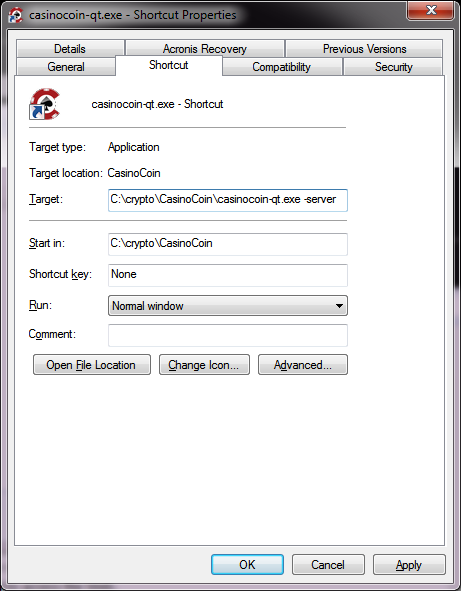 casinocoin-qt.exe - Shortcut Properties
Details Acronis Recovery Previous Versions
General Shortcut Compatibility Security
casinocoin-qt.exe - Shortcut
Target type: Application
Target location: CasinoCoin
Target: C:\crypto\CasinoCoin\casinocoin-qt.exe -server
Start in: C:\crypto\CasinoCoin
Shortcut key: None
Run: Normal window
Comment:
Open File Location Change Icon... Advanced...
OK Cancel Apply